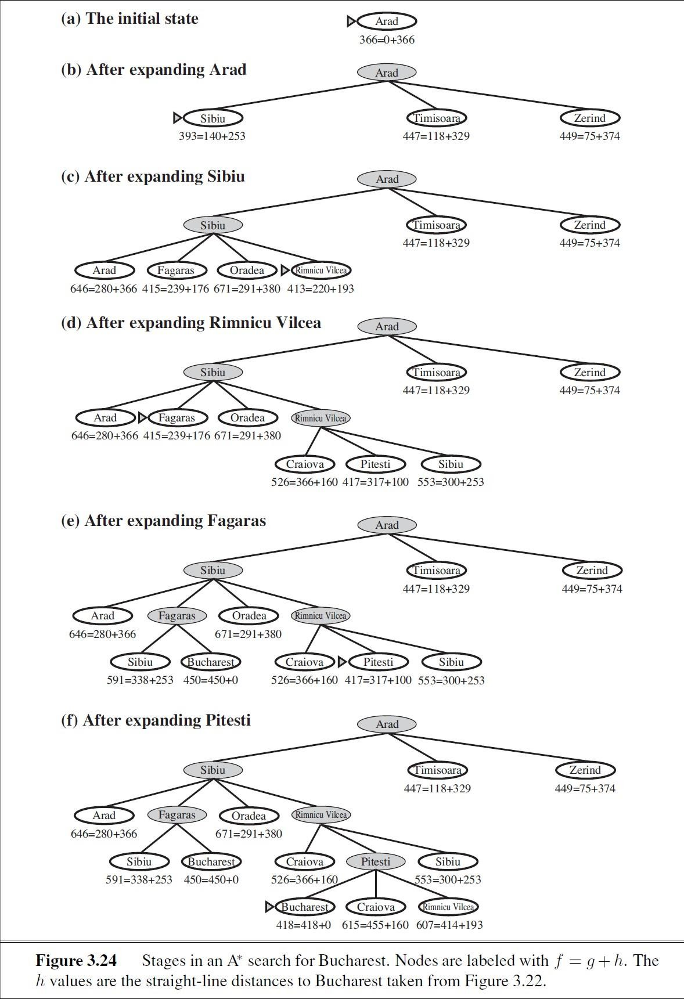 (a) The initial state
Arad
366=0+366
(b) After expanding Arad
Arad
Sibiu Timisoara Zerind
393=140+253 447=118+329 449=75+374
(c) After expanding Sibiu
Arad
Sibiu Timisoara Zerind
447=118+329 449=75+374
Arad Fagaras Oradea Rimnicu Vilcea
646=280+366 415=239+176 671=291+380 413=220+193
(d) After expanding Rimnicu Vilcea
Arad
Sibiu Timisoara Zerind
447=118+329 449=75+374
Arad Fagaras Oradea Rimnicu Vilcea
646=280+366 415=239+176 671=291+380
Craiova Pitesti Sibiu
526=366+160 417=317+100 553=300+253
(e) After expanding Fagaras
Arad
Sibiu Timisoara Zerind
447=118+329 449=75+374
Arad Fagaras Oradea Rimnicu Vilcea
646=280+366 671=291+380
Sibiu Bucharest Craiova Pitesti Sibiu
591=338+253 450=450+0 526=366+160 417=317+100 553=300+253
(f) After expanding Pitesti
Arad
Sibiu Timisoara Zerind
447=118+329 449=75+374
Arad Fagaras Oradea Rimnicu Vilcea
646=280+366 671=291+380
Sibiu Bucharest Craiova Pitesti Sibiu
591=338+253 450=450+0 526=366+160 553=300+253
Bucharest Craiova Rimnicu Vilcea
418=418+0 615=455+160 607=414+193
Figure 3.24 Stages in an A* search for Bucharest. Nodes are labeled with f = g + h. The
h values are the straight-line distances to Bucharest taken from Figure 3.22.